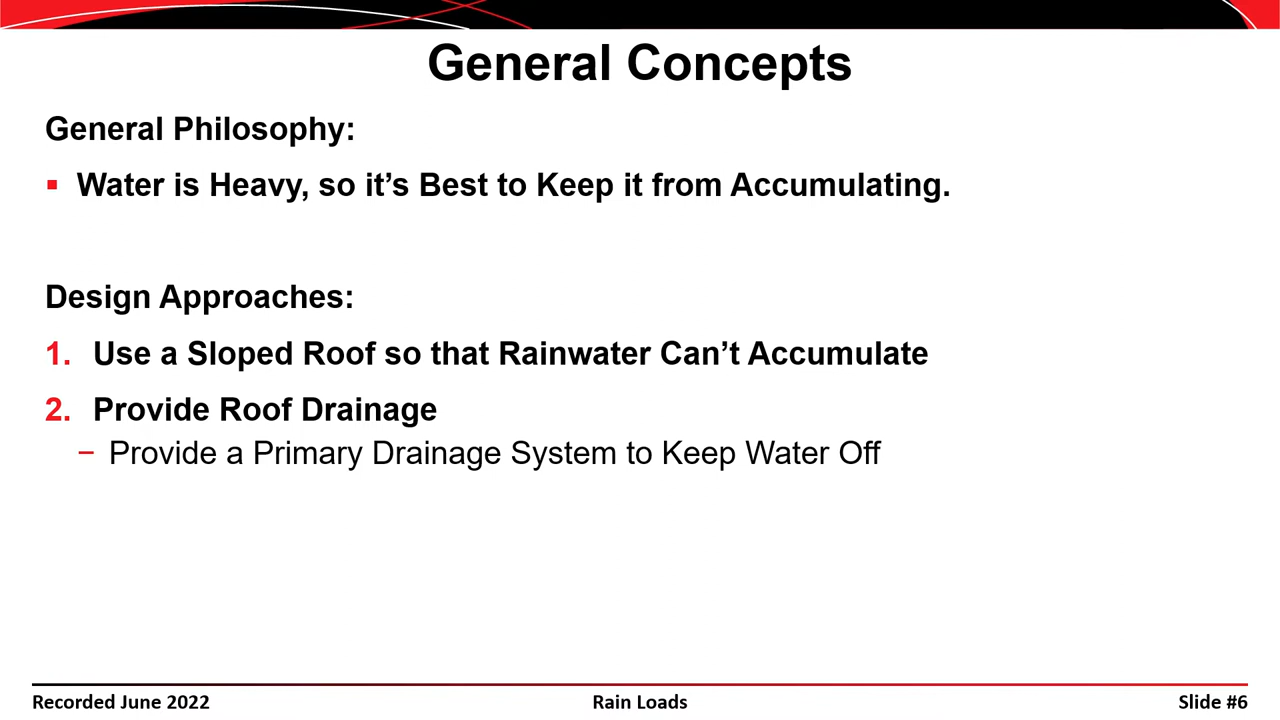 General Concepts
General Philosophy:
▪ Water is Heavy, so it’s Best to Keep it from Accumulating.
Design Approaches:
1. Use a Sloped Roof so that Rainwater Can’t Accumulate
2. Provide Roof Drainage
− Provide a Primary Drainage System to Keep Water Off
Recorded June 2022 Rain Loads Slide #6